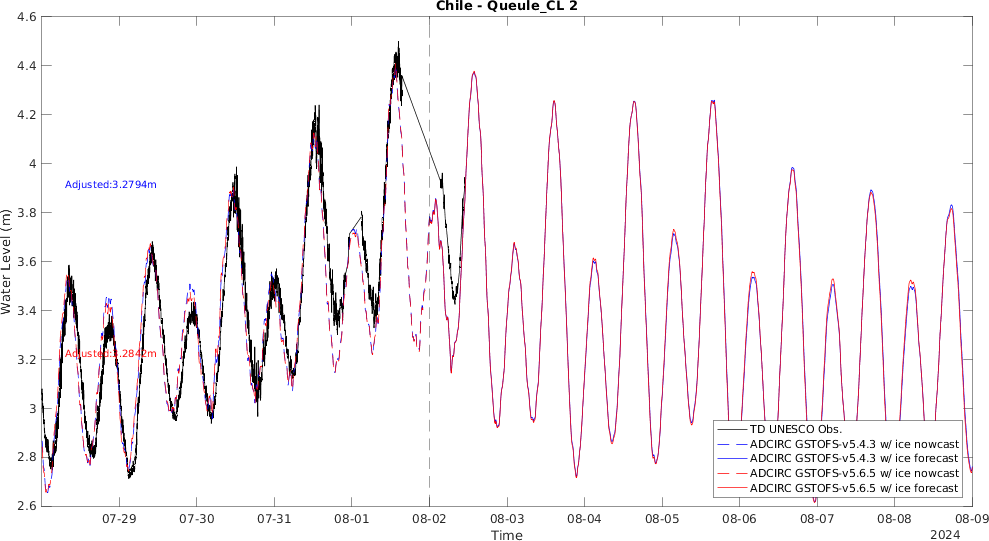 Chile - Queule_CL 2
4.6
4.4
4.2
4
3.8
3.6
3.4
3.2
3
2.8
2.6
Water Level (m)
Adjusted:3.2794m
Adjusted:3.2842m
TD UNESCO Obs.
ADCIRC GSTOFS-v5.4.3 w/ ice nowcast
ADCIRC GSTOFS-v5.4.3 w/ ice forecast
ADCIRC GSTOFS-v5.6.5 w/ ice nowcast
ADCIRC GSTOFS-v5.6.5 w/ ice forecast
07-29 07-30 07-31 08-01 08-02 08-03 08-04 08-05 08-06 08-07 08-08 08-09
Time
2024